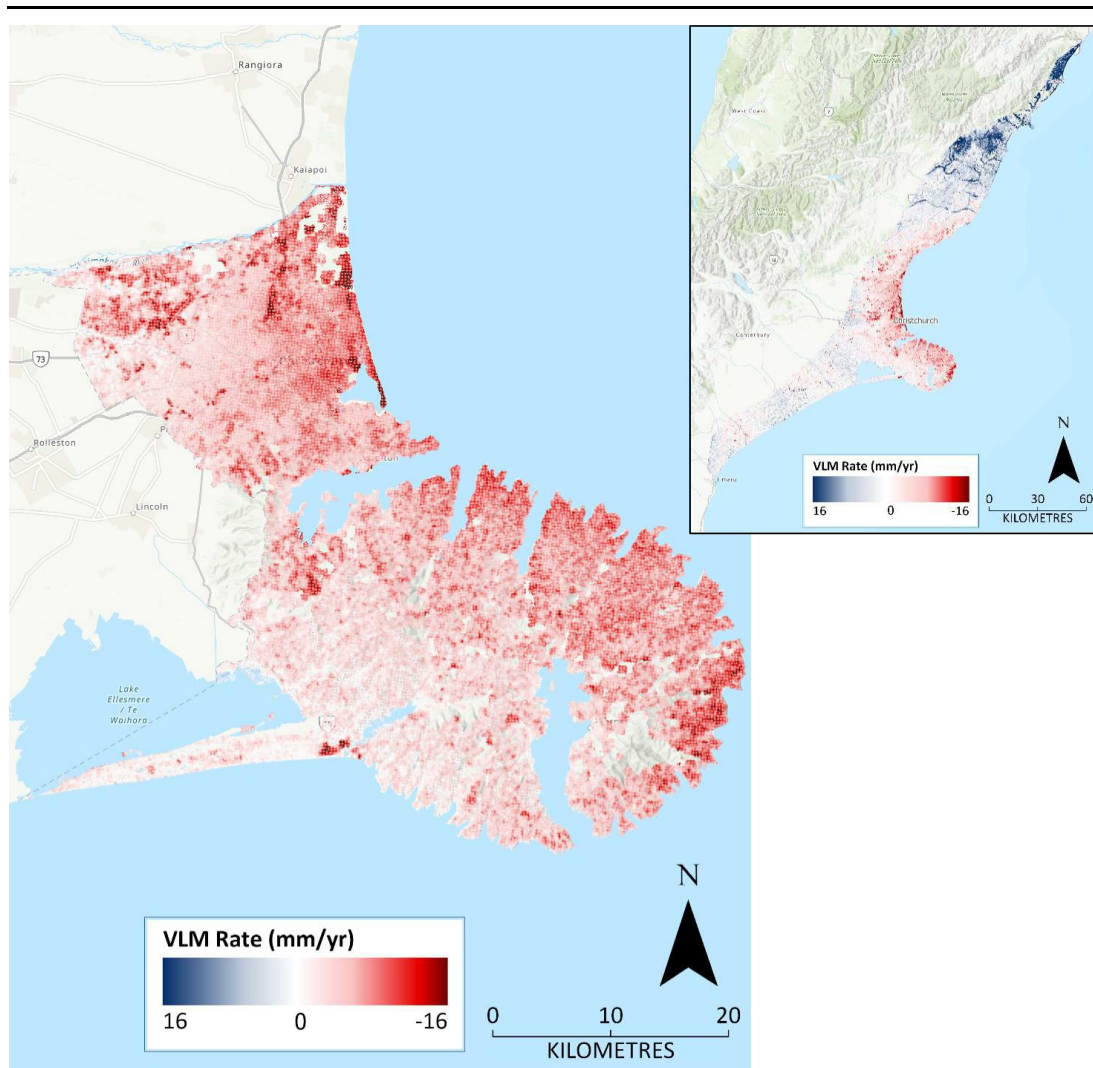 Rangiora
Kaiapoi
73
Rolleston
Lincoln
Lake
Ellesmere
/ Te
Waihora
VLM Rate (mm/yr)
16 0 -16
N
0 10 20
KILOMETRES
West Coast
7
Canterbury
Christchurch
VLM Rate (mm/yr)
16 0 -16
N
0 30 60
KILOMETRES